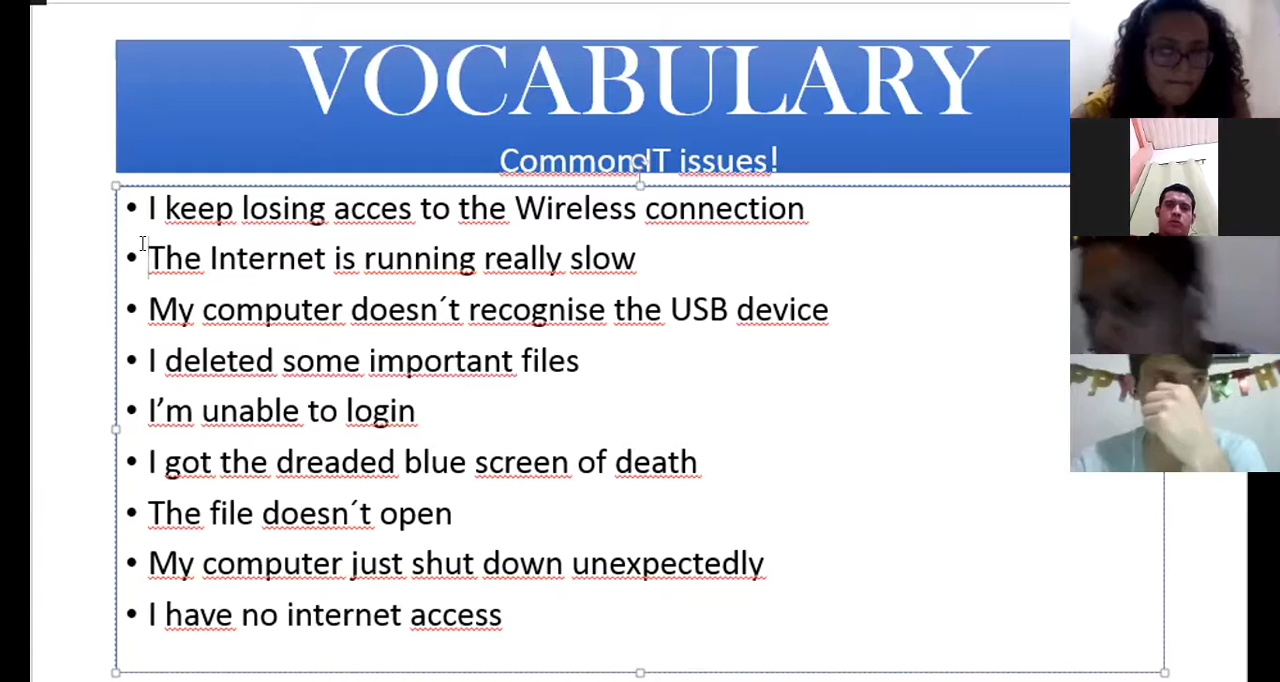 VOCABULARY
Common IT issues!
• I keep losing acces to the Wireless connection
• The Internet is running really slow
• My computer doesn´t recognise the USB device
• I deleted some important files
• I’m unable to login
• I got the dreaded blue screen of death
• The file doesn´t open
• My computer just shut down unexpectedly
• I have no internet access